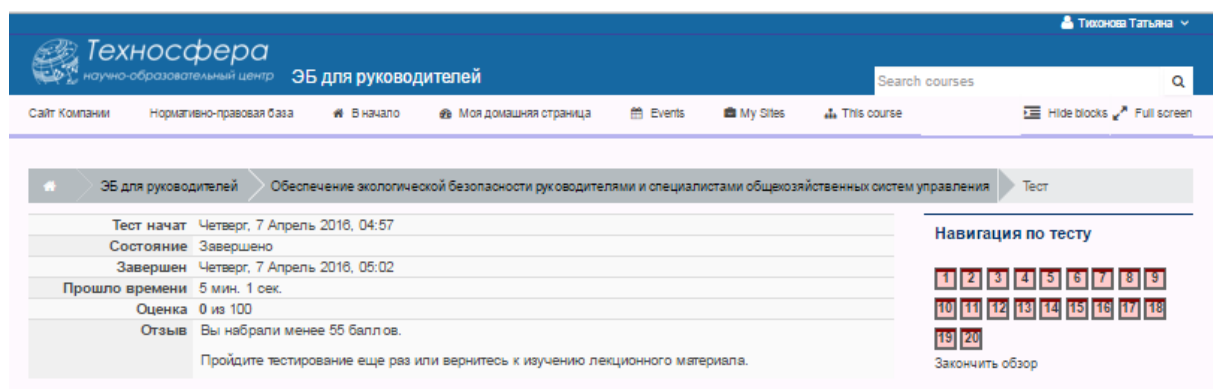 Тихонова Татьяна
Техносфера
научно-образовательный центр
ЭБ для руководителей
Search courses
Сайт Компании Нормативно-правовая база В начало Моя домашняя страница Events My Sites This course Hide blocks Full screen
ЭБ для руководителей Обеспечение экологической безопасности руководителями и специалистами общехозяйственных систем управления Тест
Тест начат Четверг, 7 Апрель 2016, 04:57
Состояние Завершено
Завершен Четверг, 7 Апрель 2016, 05:02
Прошло времени 5 мин. 1 сек.
Оценка 0 из 100
Отзыв Вы набрали менее 55 баллов.
Пройдите тестирование еще раз или вернитесь к изучению лекционного материала.
Навигация по тесту
1 2 3 4 5 6 7 8 9
10 11 12 13 14 15 16 17 18
19 20
Закончить обзор